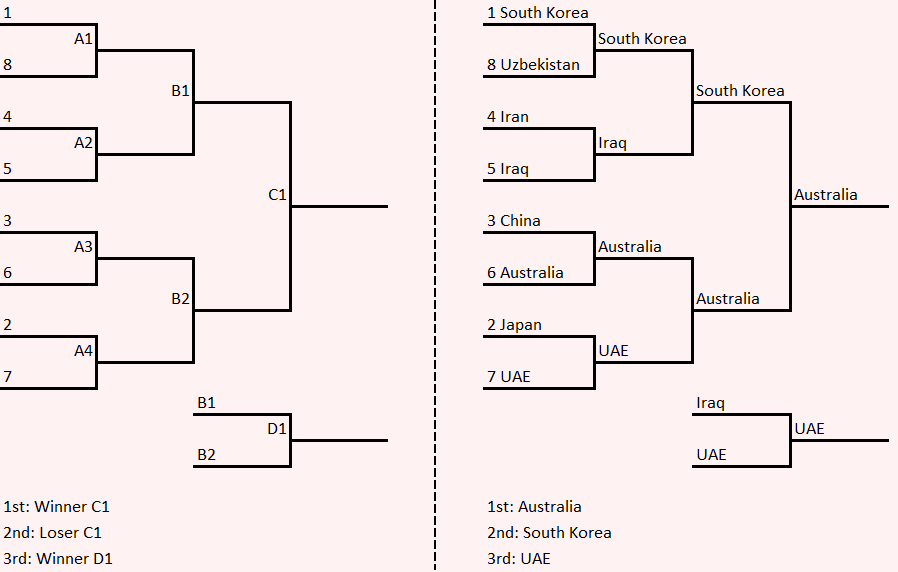 1
A1
8
B1
4
A2
5
C1
3
A3
6
B2
2
A4
7
B1
D1
B2
1st: Winner C1
2nd: Loser C1
3rd: Winner D1
1 South Korea
South Korea
8 Uzbekistan
South Korea
4 Iran
Iraq
5 Iraq
Australia
3 China
Australia
6 Australia
Australia
2 Japan
UAE
7 UAE
Iraq
UAE
UAE
1st: Australia
2nd: South Korea
3rd: UAE